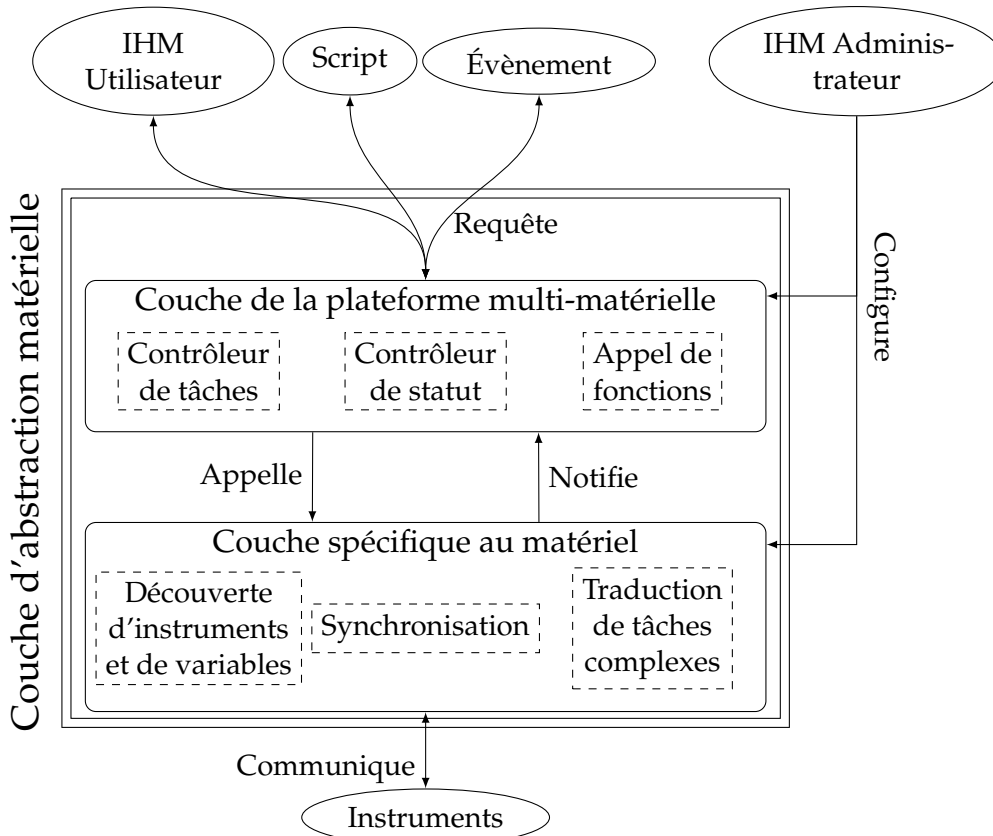 IHM
Utilisateur
Script
Évènement
IHM Adminis-
trateur
Couche d'abstraction matérielle
Requête
Configure
Couche de la plateforme multi-matérielle
Contrôleur
de tâches
Contrôleur
de statut
Appel de
fonctions
Appelle
Notifie
Couche spécifique au matériel
Découverte
d'instruments
et de variables
Synchronisation
Traduction
de tâches
complexes
Communique
Instruments